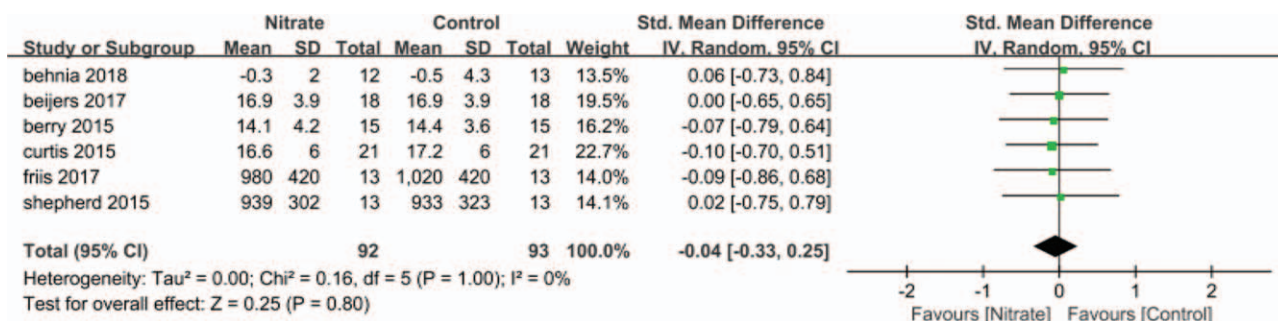 Nitrate Control Std. Mean Difference Std. Mean Difference
Study or Subgroup Mean SD Total Mean SD Total Weight IV, Random, 95% CI IV, Random, 95% CI
behnia 2018 -0.3 2 12 -0.5 4.3 13 13.5% 0.06 [-0.73, 0.84]
beijers 2017 16.9 3.9 18 16.9 3.9 18 19.5% 0.00 [-0.65, 0.65]
berry 2015 14.1 4.2 15 14.4 3.6 15 16.2% -0.07 [-0.79, 0.64]
curtis 2015 16.6 6 21 17.2 6 21 22.7% -0.10 [-0.70, 0.51]
friis 2017 980 420 13 1,020 420 13 14.0% -0.09 [-0.86, 0.68]
shepherd 2015 939 302 13 933 323 13 14.1% 0.02 [-0.75, 0.79]
Total (95% CI) 92 93 100.0% -0.04 [-0.33, 0.25]
Heterogeneity: Tau² = 0.00; Chi² = 0.16, df = 5 (P = 1.00); I² = 0%
Test for overall effect: Z = 0.25 (P = 0.80)
-2 -1 0 1 2
Favours [Nitrate] Favours [Control]